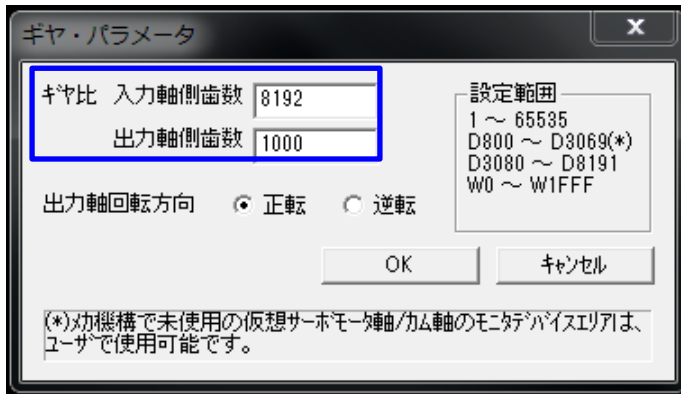 ギヤ・パラメータ
x
ギヤ比 入力軸側歯数 8192
出力軸側歯数 1000
設定範囲
1 ～ 65535
D800 ～ D3069(*)
D3080 ～ D8191
W0 ～ W1FFF
出力軸回転方向 正転 逆転
OK キャンセル
(*)メカ機構で未使用の仮想サーボモータ軸/カム軸のモニタデバイスエリアは、
ユーザで使用可能です。